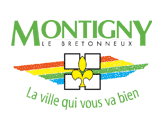 MONTIGNY
LE BRETONNEUX
La ville qui vous va bien